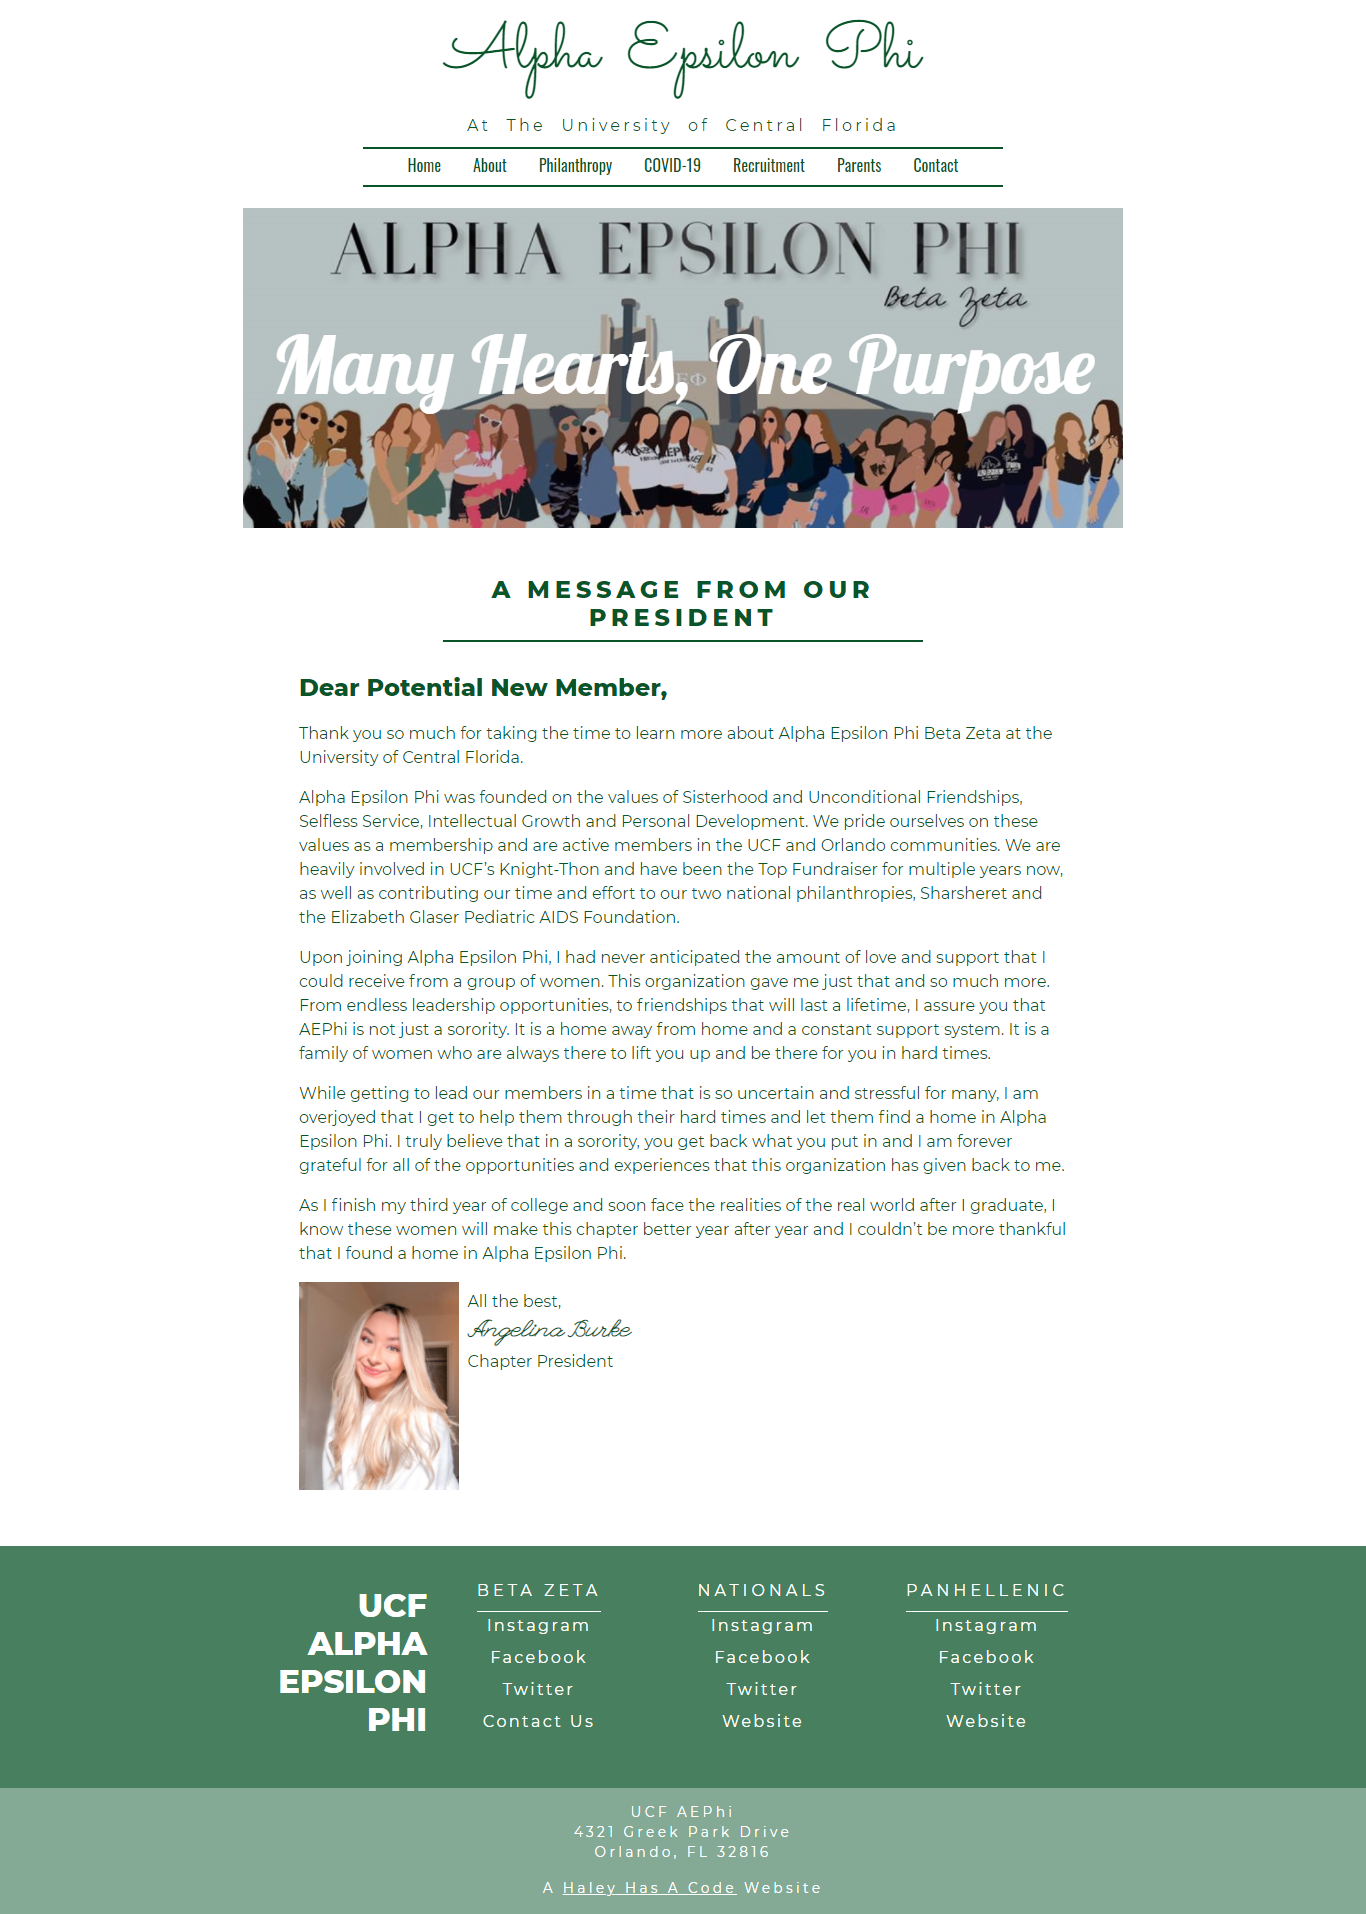 Alpha Epsilon Phi
At The University of Central Florida
Home About Philanthropy COVID-19 Recruitment Parents Contact
ALPHA EPSILON PHI
Beta Zeta
Many Hearts, One Purpose
A MESSAGE FROM OUR
PRESIDENT
Dear Potential New Member,
Thank you so much for taking the time to learn more about Alpha Epsilon Phi Beta Zeta at the
University of Central Florida.
Alpha Epsilon Phi was founded on the values of Sisterhood and Unconditional Friendships,
Selfless Service, Intellectual Growth and Personal Development. We pride ourselves on these
values as a membership and are active members in the UCF and Orlando communities. We are
heavily involved in UCF’s Knight-Thon and have been the Top Fundraiser for multiple years now,
as well as contributing our time and effort to our two national philanthropies, Sharsheret and
the Elizabeth Glaser Pediatric AIDS Foundation.
Upon joining Alpha Epsilon Phi, I had never anticipated the amount of love and support that I
could receive from a group of women. This organization gave me just that and so much more.
From endless leadership opportunities, to friendships that will last a lifetime, I assure you that
AEPhi is not just a sorority. It is a home away from home and a constant support system. It is a
family of women who are always there to lift you up and be there for you in hard times.
While getting to lead our members in a time that is so uncertain and stressful for many, I am
overjoyed that I get to help them through their hard times and let them find a home in Alpha
Epsilon Phi. I truly believe that in a sorority, you get back what you put in and I am forever
grateful for all of the opportunities and experiences that this organization has given back to me.
As I finish my third year of college and soon face the realities of the real world after I graduate, I
know these women will make this chapter better year after year and I couldn’t be more thankful
that I found a home in Alpha Epsilon Phi.
All the best,
Angelina Burke
Chapter President
UCF
ALPHA
EPSILON
PHI
BETA ZETA
Instagram
Facebook
Twitter
Contact Us
NATIONALS
Instagram
Facebook
Twitter
Website
PANHELLENIC
Instagram
Facebook
Twitter
Website
UCF AEPhi
4321 Greek Park Drive
Orlando, FL 32816
A Haley Has A Code Website